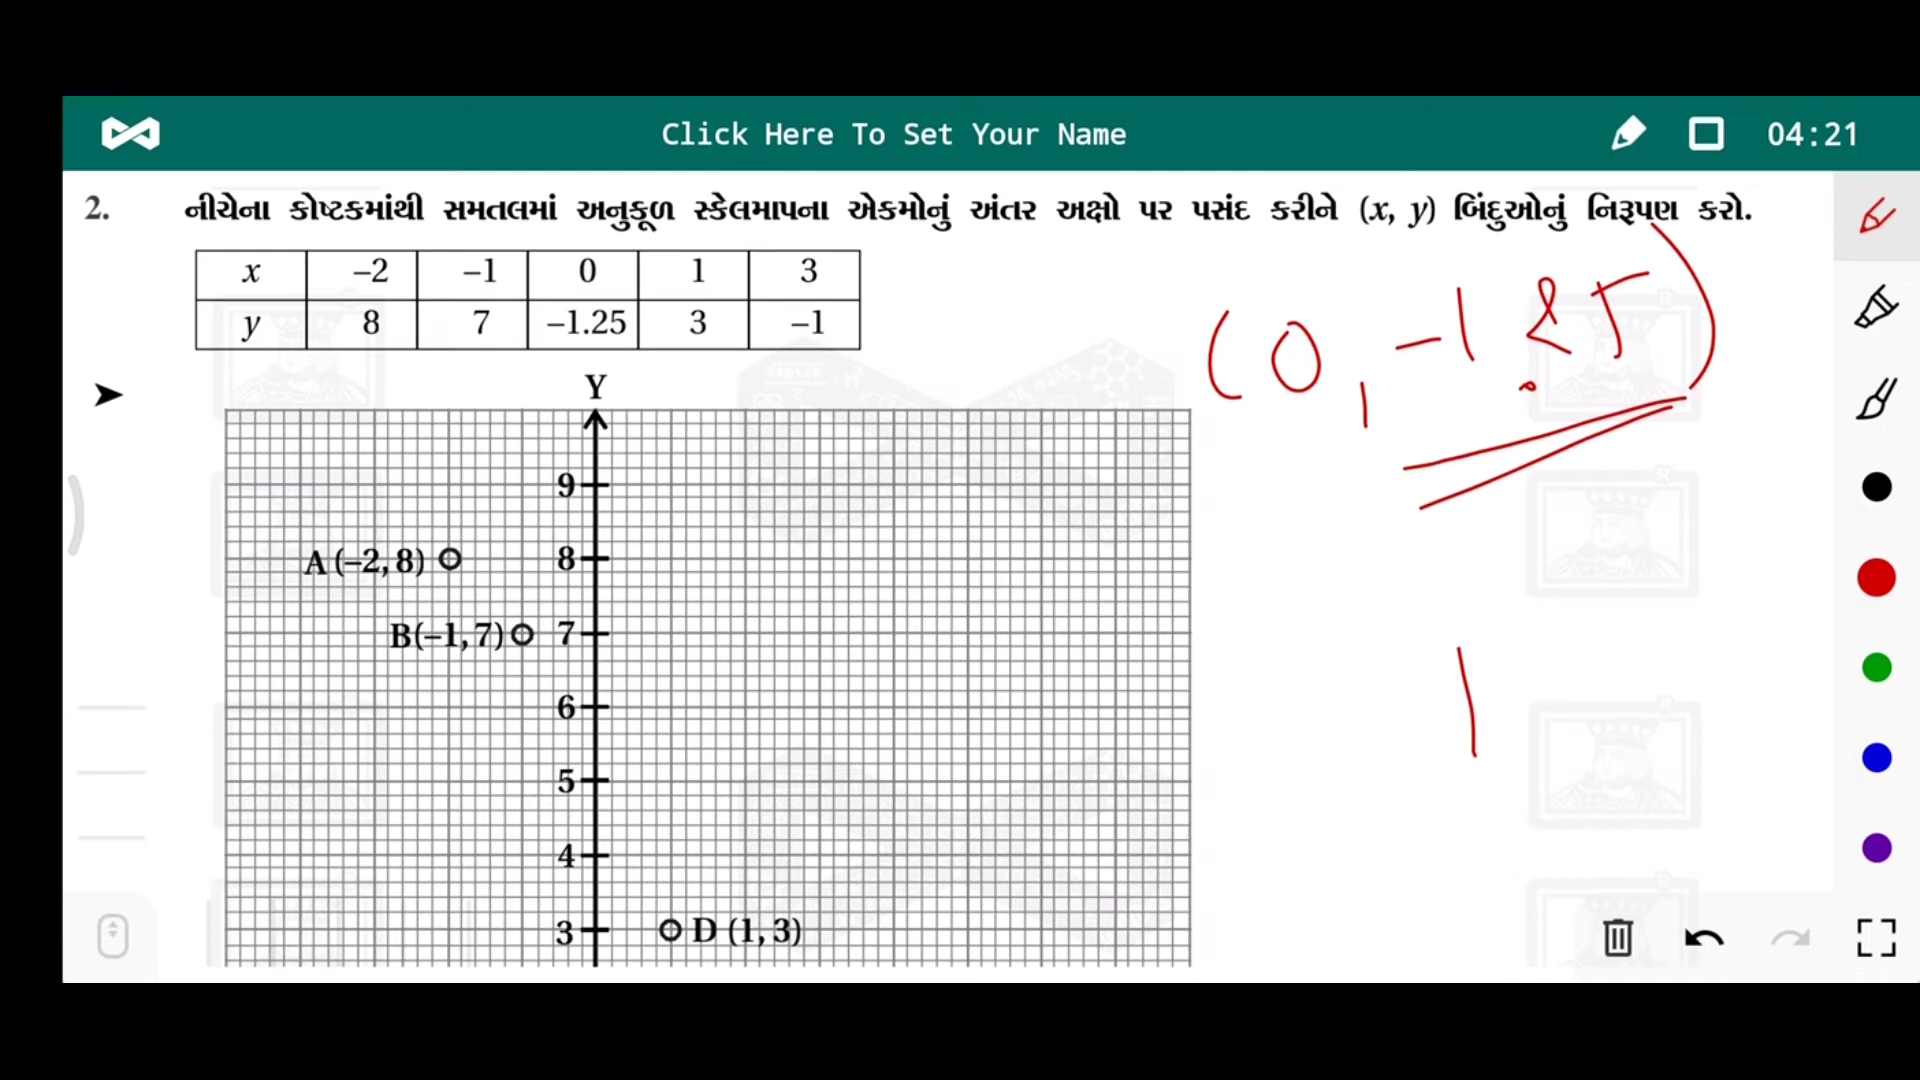 Click Here To Set Your Name 04:21
2. નીચેના કોષ્ટકમાંથી સમતલમાં અનુકૂળ સ્કેલમાપના એકમોનું અંતર અક્ષો પર પસંદ કરીને (x, y) બિંદુઓનું નિરૂપણ કરો.
x –2 –1 0 1 3
y 8 7 –1.25 3 –1
(0, -1.25)
Y
9
A (–2, 8) 8
B(–1, 7) 7
6
5
4
3 D (1, 3)